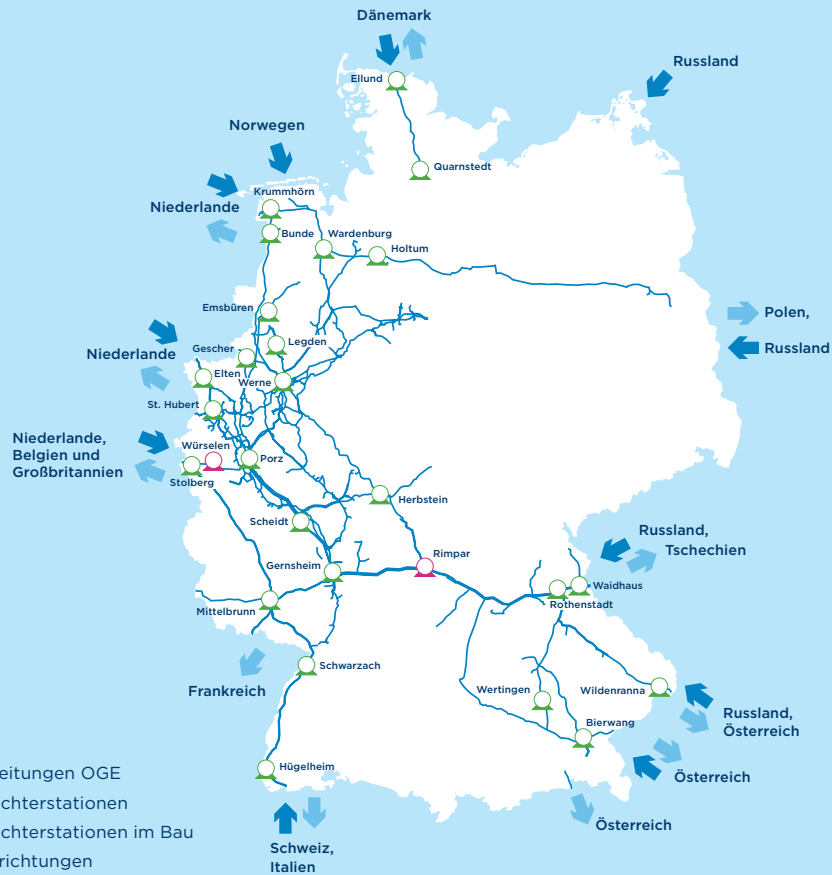 Dänemark
Russland
Ellund
Norwegen
Quarnstedt
Krummhörn
Niederlande
Bunde
Wardenburg
Holtum
Emsbüren
Polen,
Russland
Legden
Gescher
Niederlande
Elten
Werne
St. Hubert
Niederlande,
Belgien und
Großbritannien
Würselen
Porz
Stolberg
Herbstein
Scheidt
Russland,
Tschechien
Rimpar
Gernsheim
Waidhaus
Rothenstadt
Mittelbrunn
Schwarzach
Frankreich
Wertingen
Wildenranna
Russland,
Österreich
Bierwang
Hügelheim
Österreich
eitungen OGE
chterstationen
Österreich
chterstationen im Bau
Schweiz,
Italien
richtungen